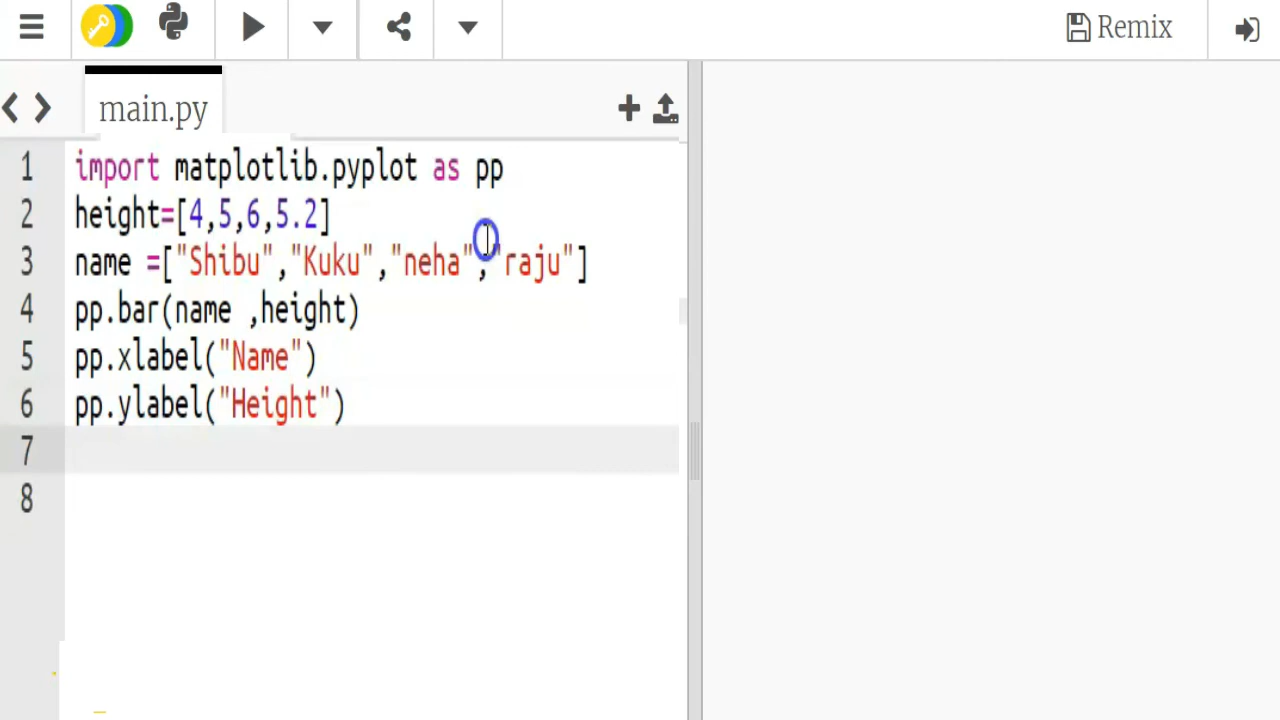 Remix
main.py
1 import matplotlib.pyplot as pp
2 height=[4,5,6,5.2]
3 name =["Shibu","Kuku","neha","raju"]
4 pp.bar(name ,height)
5 pp.xlabel("Name")
6 pp.ylabel("Height")
7
8